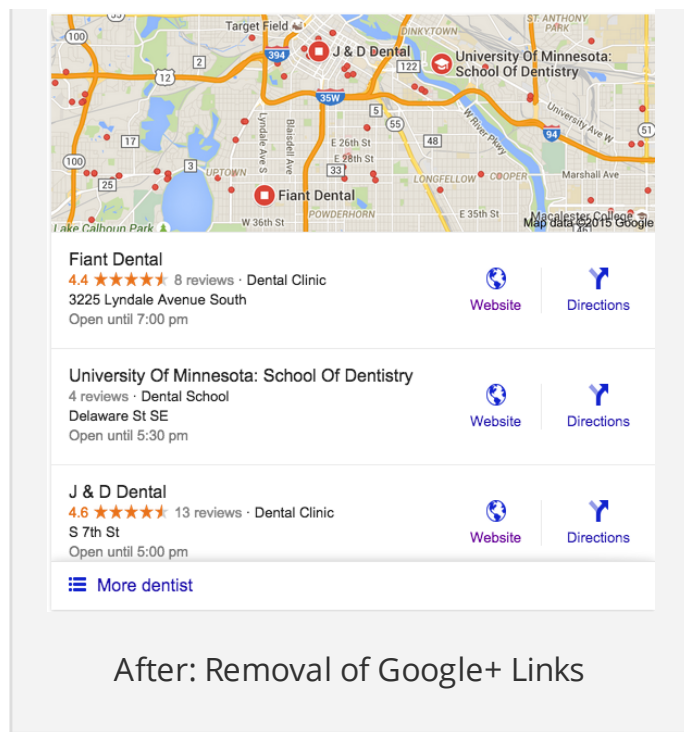 ST. ANTHONY
PARK
Target Field
DINKYTOWN
100
J & D Dental
394
2
122
University Of Minnesota:
School Of Dentistry
12
35W
5
55
University Ave W
94
51
17
Lyndale Ave S
Blaisdell Ave
E 26th St
48
W River Pkwy
100
3
UPTOWN
E 28th St
33
LONGFELLOW
COOPER
Marshall Ave
25
Fiant Dental
POWDERHORN
W 36th St
E 35th St
Macalester College
Lake Calhoun Park
Map data ©2015 Google
Fiant Dental
4.4 8 reviews · Dental Clinic
3225 Lyndale Avenue South
Open until 7:00 pm
Website
Directions
University Of Minnesota: School Of Dentistry
4 reviews · Dental School
Delaware St SE
Open until 5:30 pm
Website
Directions
J & D Dental
4.6 13 reviews · Dental Clinic
S 7th St
Open until 5:00 pm
Website
Directions
More dentist
After: Removal of Google+ Links